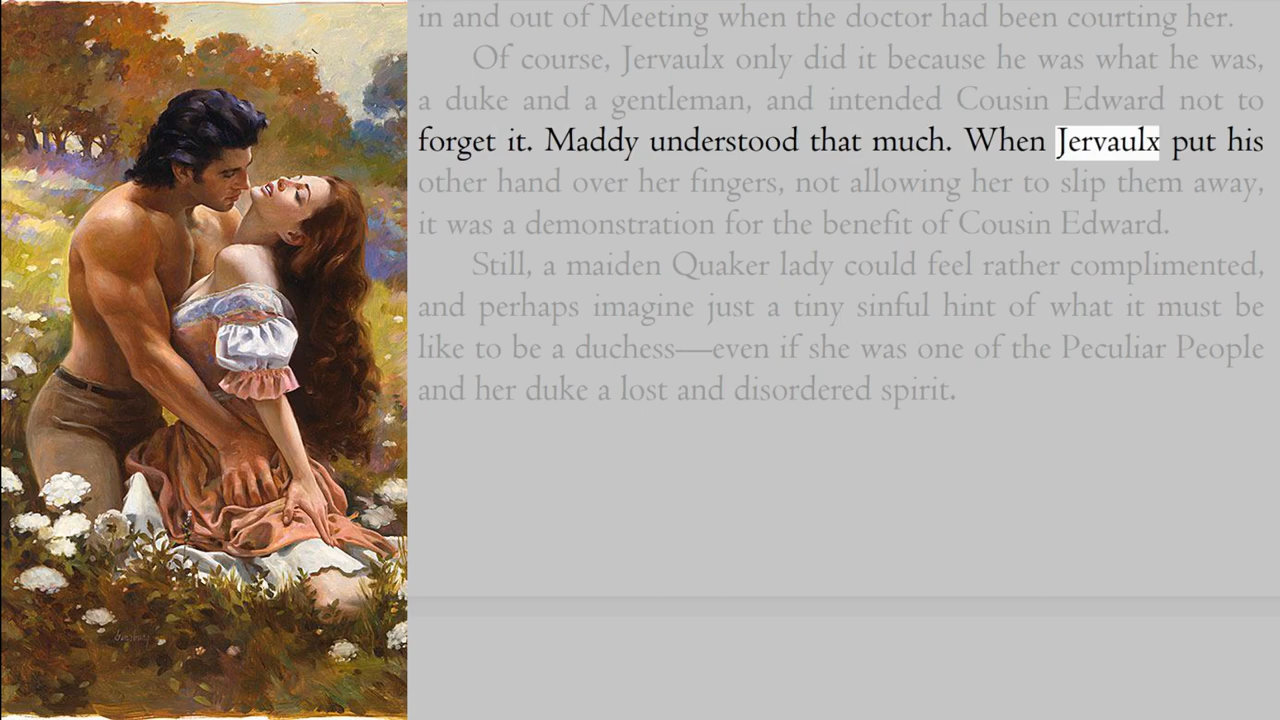 in and out of Meeting when the doctor had been courting her.
Of course, Jervaulx only did it because he was what he was,
a duke and a gentleman, and intended Cousin Edward not to
forget it. Maddy understood that much. When Jervaulx put his
other hand over her fingers, not allowing her to slip them away,
it was a demonstration for the benefit of Cousin Edward.
Still, a maiden Quaker lady could feel rather complimented,
and perhaps imagine just a tiny sinful hint of what it must be
like to be a duchess—even if she was one of the Peculiar People
and her duke a lost and disordered spirit.